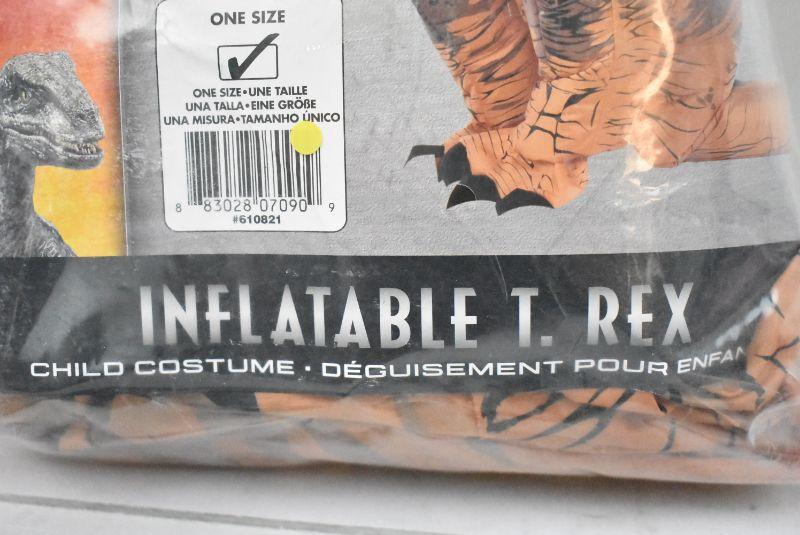 ONE SIZE
ONE SIZE•UNE TAILLE
UNA TALLA•EINE GRÖßE
UNA MISURA•TAMANHO ÚNICO
8 83028 07090 9
#610821
INFLATABLE T. REX
CHILD COSTUME • DÉGUISEMENT POUR ENFAN